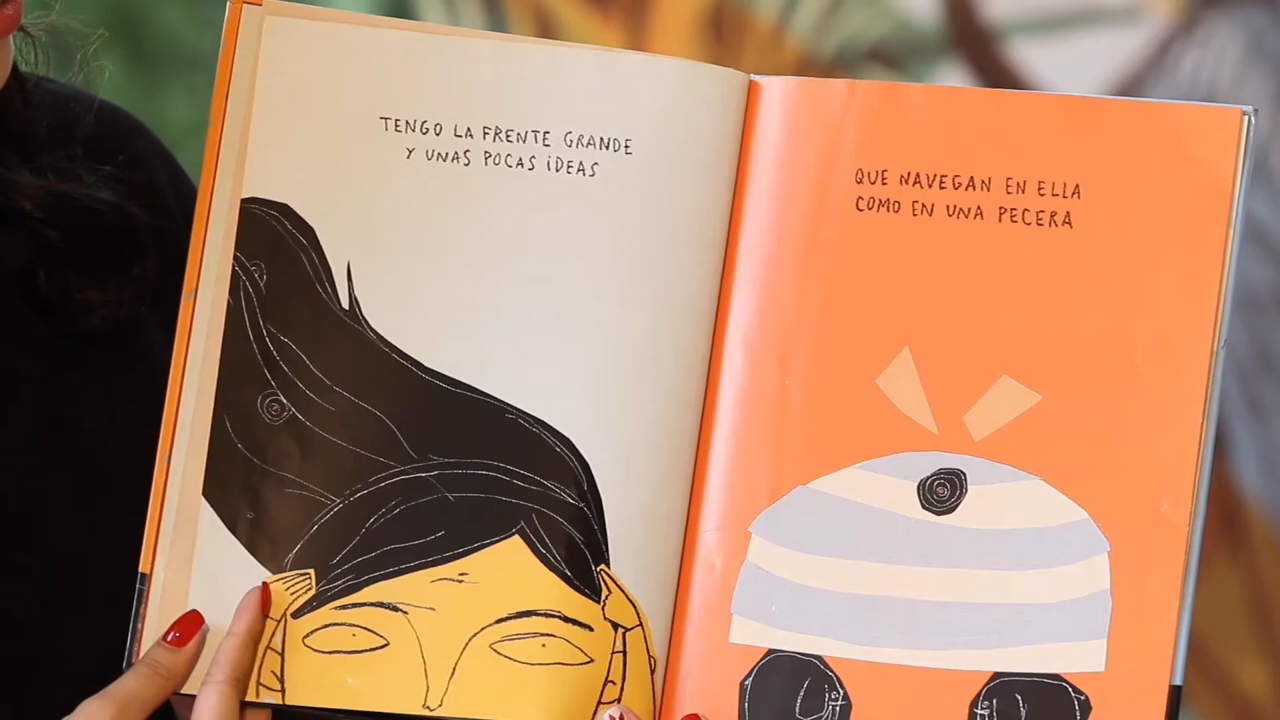 TENGO LA FRENTE GRANDE
Y UNAS POCAS iDEAS
QUE NAVEGAN EN ELLA
COMO EN UNA PECERA